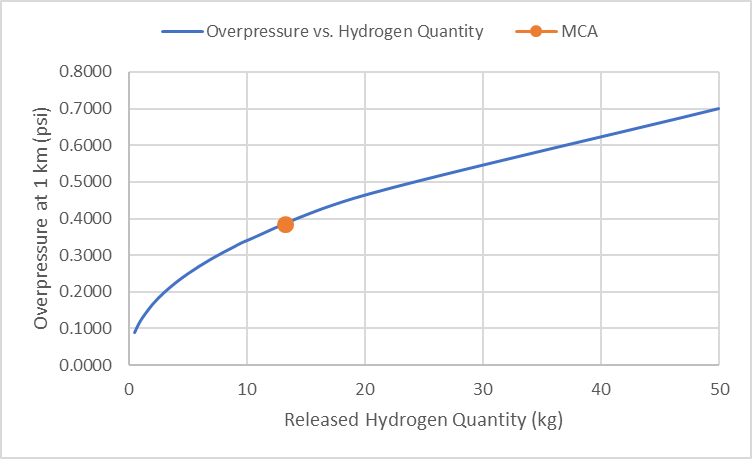 Overpressure vs. Hydrogen Quantity MCA
0.8000
0.7000
0.6000
0.5000
0.4000
0.3000
0.2000
0.1000
0.0000
Overpressure at 1 km (psi)
0 10 20 30 40 50
Released Hydrogen Quantity (kg)